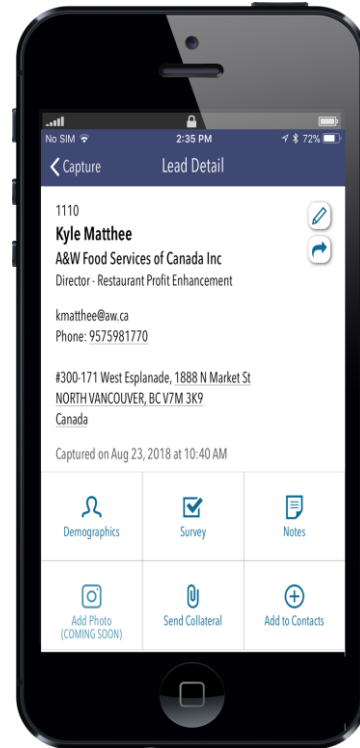 No SIM 2:35 PM 72%
Capture Lead Detail
1110
Kyle Matthee
A&W Food Services of Canada Inc
Director - Restaurant Profit Enhancement
kmatthee@aw.ca
Phone: 9575981770
#300-171 West Esplanade, 1888 N Market St
NORTH VANCOUVER, BC V7M 3K9
Canada
Captured on Aug 23, 2018 at 10:40 AM
Demographics Survey Notes
Add Photo Send Collateral Add to Contacts
(COMING SOON)